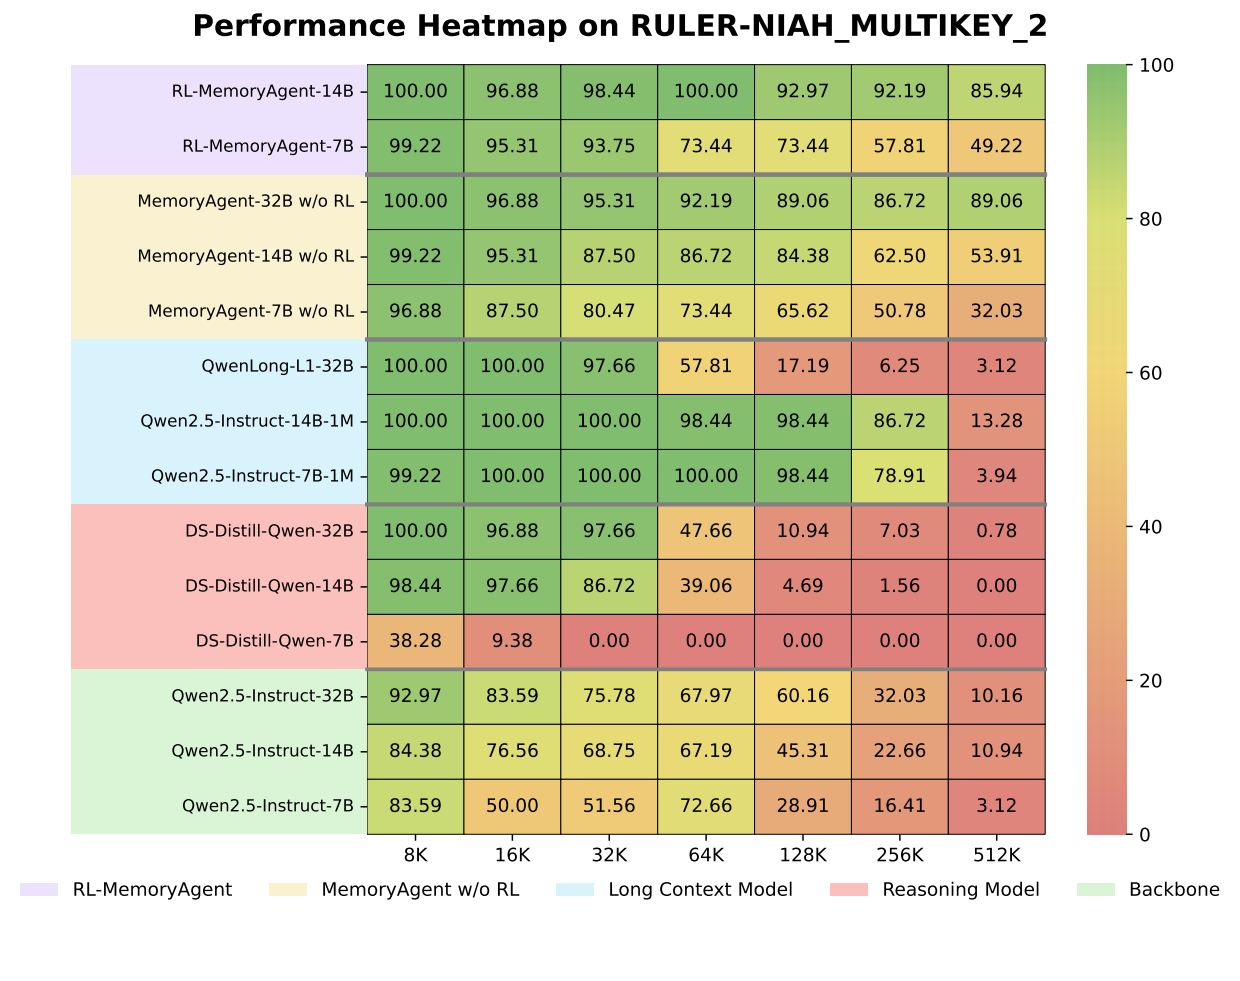 Performance Heatmap on RULER-NIAH_MULTIKEY_2
RL-MemoryAgent-14B 100.00 96.88 98.44 100.00 92.97 92.19 85.94
RL-MemoryAgent-7B 99.22 95.31 93.75 73.44 73.44 57.81 49.22
MemoryAgent-32B w/o RL 100.00 96.88 95.31 92.19 89.06 86.72 89.06
MemoryAgent-14B w/o RL 99.22 95.31 87.50 86.72 84.38 62.50 53.91
MemoryAgent-7B w/o RL 96.88 87.50 80.47 73.44 65.62 50.78 32.03
QwenLong-L1-32B 100.00 100.00 97.66 57.81 17.19 6.25 3.12
Qwen2.5-Instruct-14B-1M 100.00 100.00 100.00 98.44 98.44 86.72 13.28
Qwen2.5-Instruct-7B-1M 99.22 100.00 100.00 100.00 98.44 78.91 3.94
DS-Distill-Qwen-32B 100.00 96.88 97.66 47.66 10.94 7.03 0.78
DS-Distill-Qwen-14B 98.44 97.66 86.72 39.06 4.69 1.56 0.00
DS-Distill-Qwen-7B 38.28 9.38 0.00 0.00 0.00 0.00 0.00
Qwen2.5-Instruct-32B 92.97 83.59 75.78 67.97 60.16 32.03 10.16
Qwen2.5-Instruct-14B 84.38 76.56 68.75 67.19 45.31 22.66 10.94
Qwen2.5-Instruct-7B 83.59 50.00 51.56 72.66 28.91 16.41 3.12
8K 16K 32K 64K 128K 256K 512K
100
80
60
40
20
0
RL-MemoryAgent MemoryAgent w/o RL Long Context Model Reasoning Model Backbone